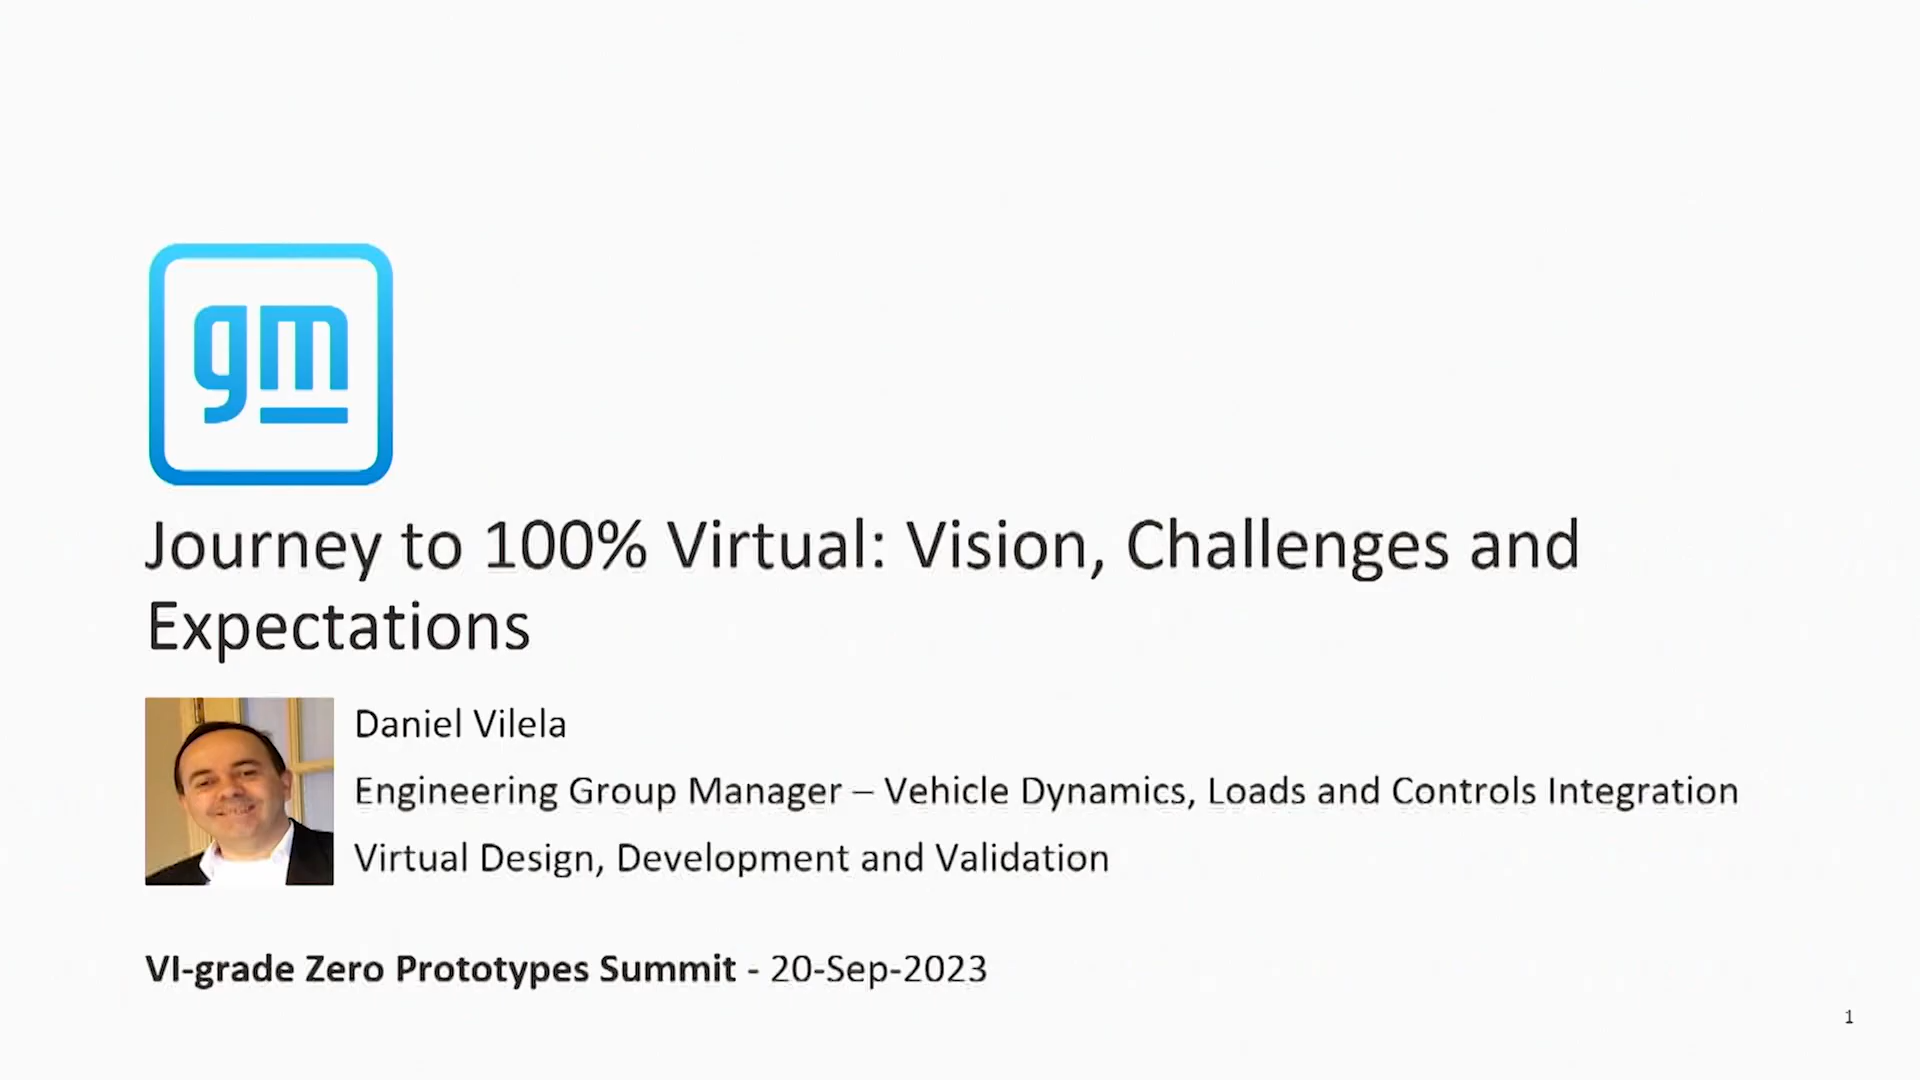 gm
Journey to 100% Virtual: Vision, Challenges and
Expectations
Daniel Vilela
Engineering Group Manager – Vehicle Dynamics, Loads and Controls Integration
Virtual Design, Development and Validation
VI-grade Zero Prototypes Summit - 20-Sep-2023
1